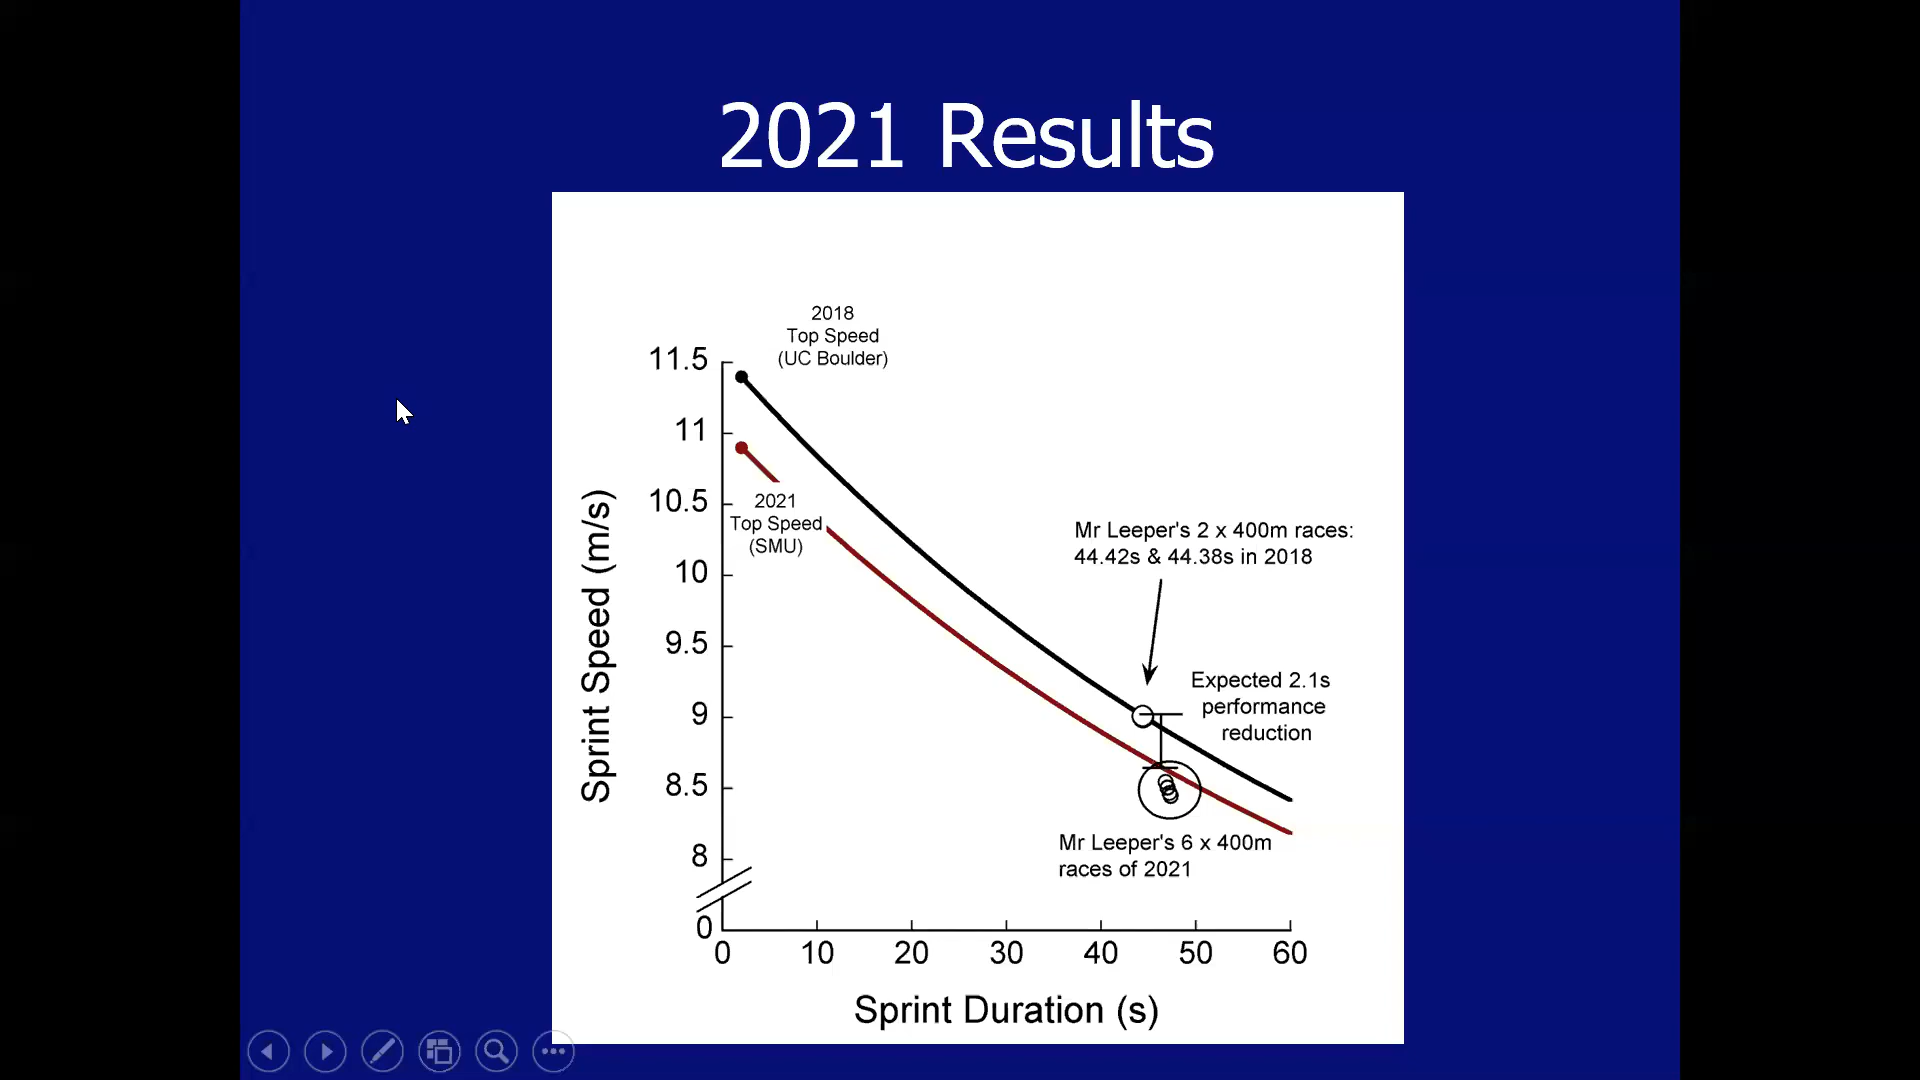 2021 Results
2018
Top Speed
(UC Boulder)
11.5
11
10.5
10
9.5
9
8.5
8
0
2021
Top Speed
(SMU)
Mr Leeper's 2 x 400m races:
44.42s & 44.38s in 2018
Expected 2.1s
performance
reduction
Mr Leeper's 6 x 400m
races of 2021
Sprint Speed (m/s)
0 10 20 30 40 50 60
Sprint Duration (s)